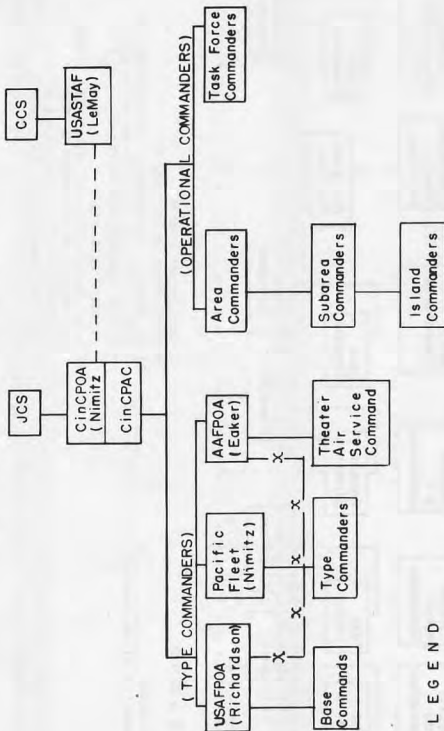 JCS
CCS
CinCPOA
(Nimitz)
CinCPAC
USASTAF
(LeMay)
(TYPE COMMANDERS)
(OPERATIONAL COMMANDERS)
USAFPOA
(Richardson)
Pacific
Fleet
(Nimitz)
AAFPOA
(Eaker)
Area
Commanders
Task Force
Commanders
X
X
X
X
X
Base
Commands
Type
Commanders
Theater
Air
Service
Command
Subarea
Commanders
Island
Commanders
LEGEND